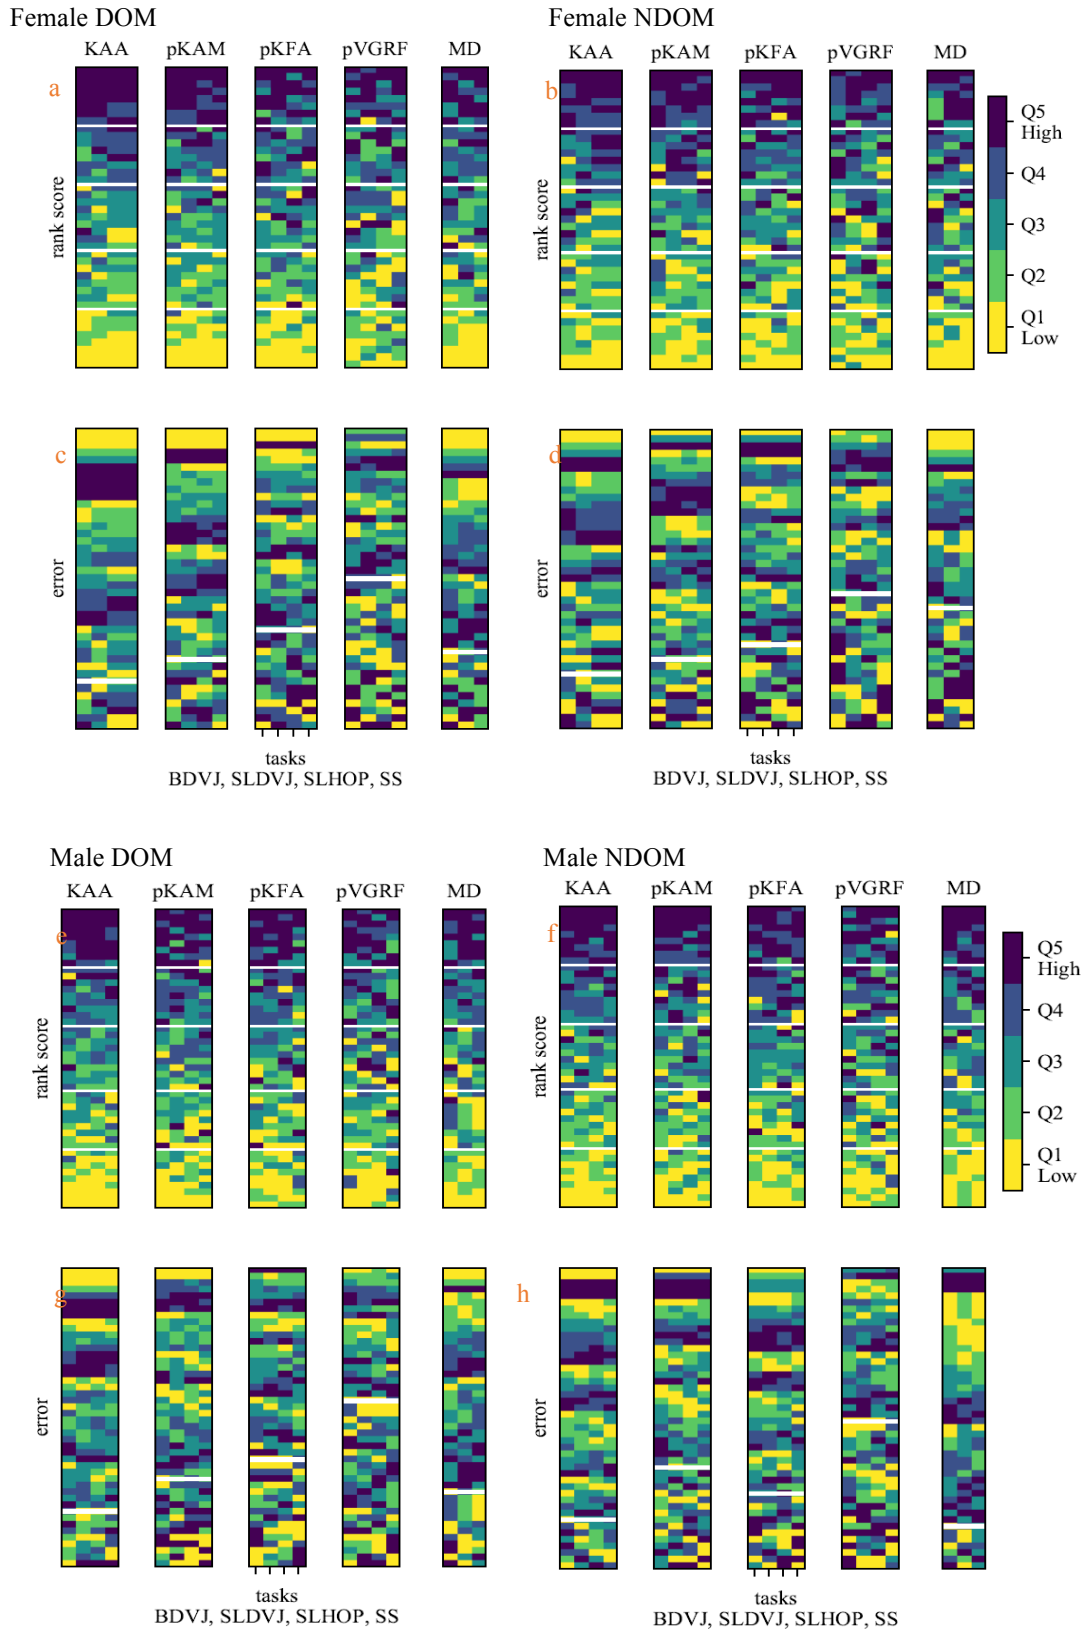 Female DOM
Female NDOM
KAA pKAM pKFA pVGRF MD
KAA pKAM pKFA pVGRF MD
a
b
rank score
rank score
Q5
High
Q4
Q3
Q2
Q1
Low
c
d
error
error
tasks
BDVJ, SLDVJ, SLHOP, SS
tasks
BDVJ, SLDVJ, SLHOP, SS
Male DOM
Male NDOM
KAA pKAM pKFA pVGRF MD
KAA pKAM pKFA pVGRF MD
e
f
rank score
rank score
Q5
High
Q4
Q3
Q2
Q1
Low
g
h
error
error
tasks
BDVJ, SLDVJ, SLHOP, SS
tasks
BDVJ, SLDVJ, SLHOP, SS